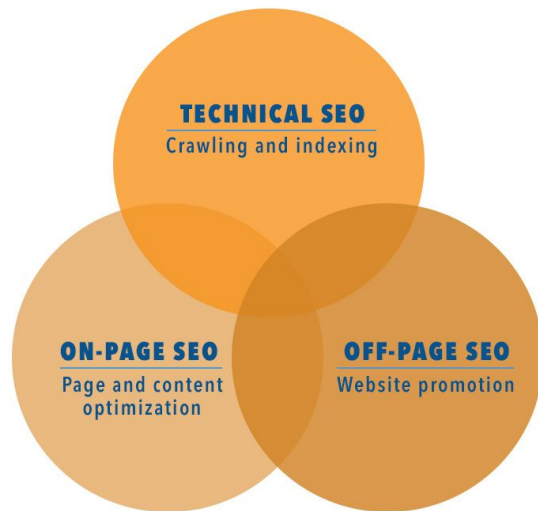 TECHNICAL SEO
Crawling and indexing
ON-PAGE SEO
Page and content
optimization
OFF-PAGE SEO
Website promotion